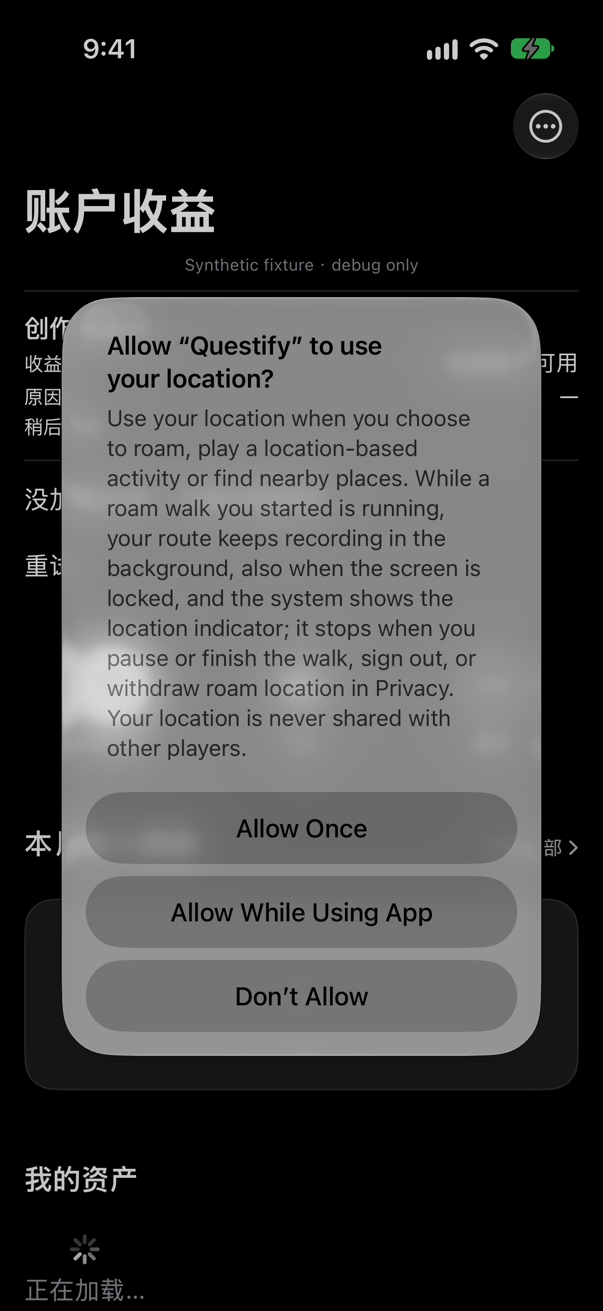 9:41
账户收益
Synthetic fixture · debug only
创作
收益
可用
原因
—
稍后
没加
重试
Allow “Questify” to use
your location?
Use your location when you choose
to roam, play a location-based
activity or find nearby places. While a
roam walk you started is running,
your route keeps recording in the
background, also when the screen is
locked, and the system shows the
location indicator; it stops when you
pause or finish the walk, sign out, or
withdraw roam location in Privacy.
Your location is never shared with
other players.
Allow Once
本
部
Allow While Using App
Don’t Allow
我的资产
正在加载...